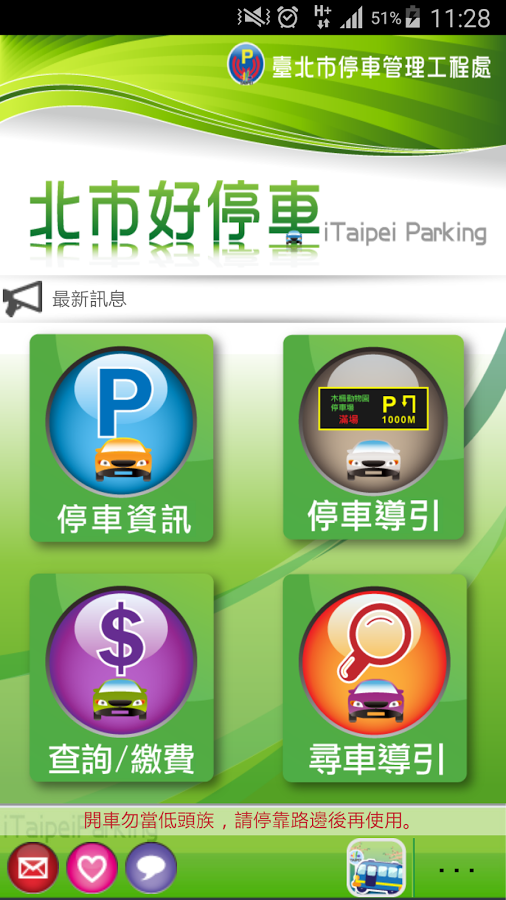 H+
51%
11:28
P
臺北市停車管理工程處
北市好停車
iTaipei Parking
最新訊息
P
停車資訊
木柵動物園
停車場
滿場
P
1000M
停車導引
$
查詢/繳費
尋車導引
開車勿當低頭族，請停靠路邊後再使用。
iTaipeiParking
...